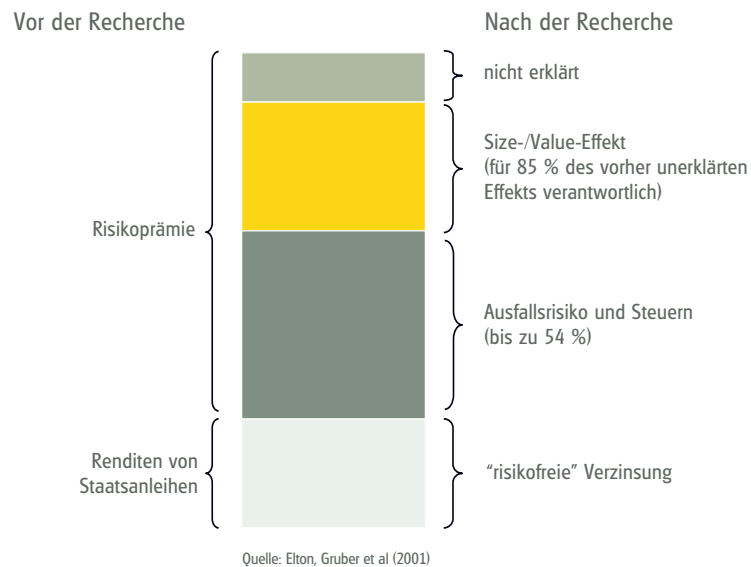 Vor der Recherche
Nach der Recherche
nicht erklärt
Size-/Value-Effekt
(für 85 % des vorher unerklärten
Effekts verantwortlich)
Risikoprämie
Ausfallsrisiko und Steuern
(bis zu 54 %)
Renditen von
Staatsanleihen
“risikofreie” Verzinsung
Quelle: Elton, Gruber et al (2001)